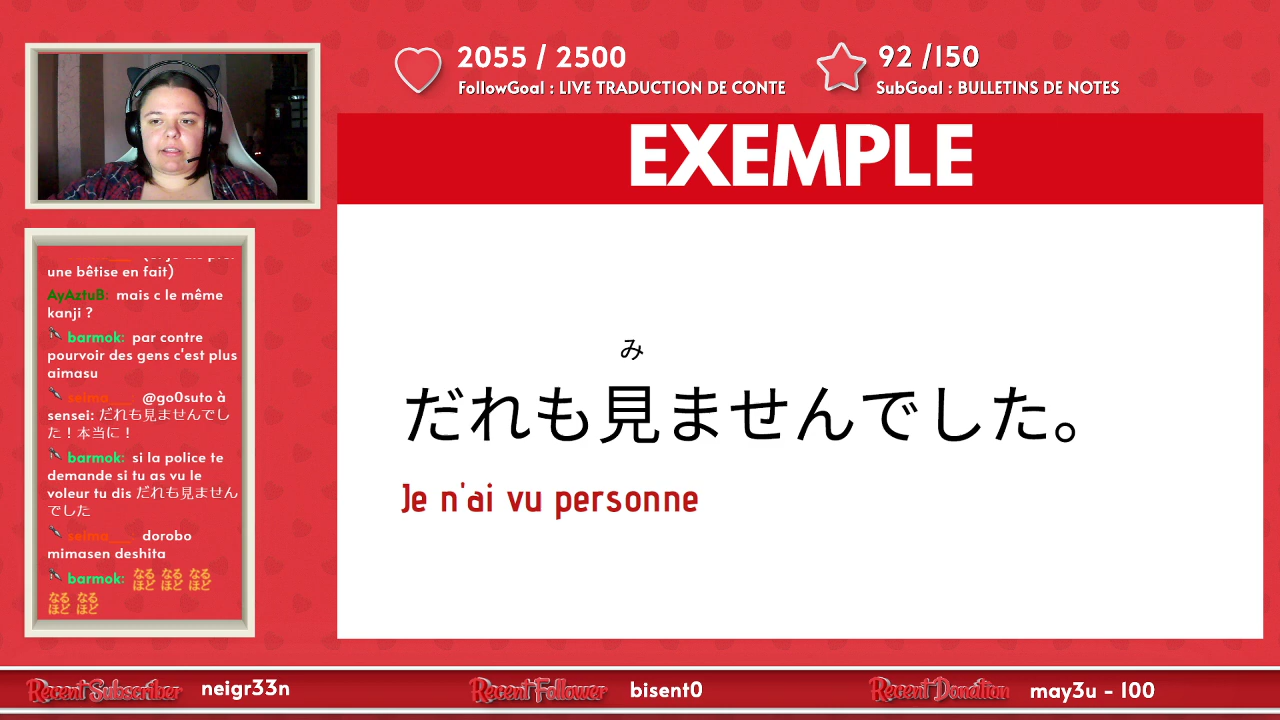 2055 / 2500
FollowGoal : LIVE TRADUCTION DE CONTE
92 /150
SubGoal : BULLETINS DE NOTES
EXEMPLE
une bêtise en fait)
AyAztuB: mais c le même
kanji ?
barmok: par contre
pourvoir des gens c'est plus
aimasu
seima___: @go0suto à
sensei: だれも見ませんでし
た！本当に！
barmok: si la police te
demande si tu as vu le
voleur tu dis だれも見ません
でした
seima___: dorobo
mimasen deshita
barmok: なるほど なるほど なるほど
なるほど なるほど
み
だれも見ませんでした。
Je n'ai vu personne
Recent Subscriber neigr33n
Recent Follower bisent0
Recent Donation may3u - 100